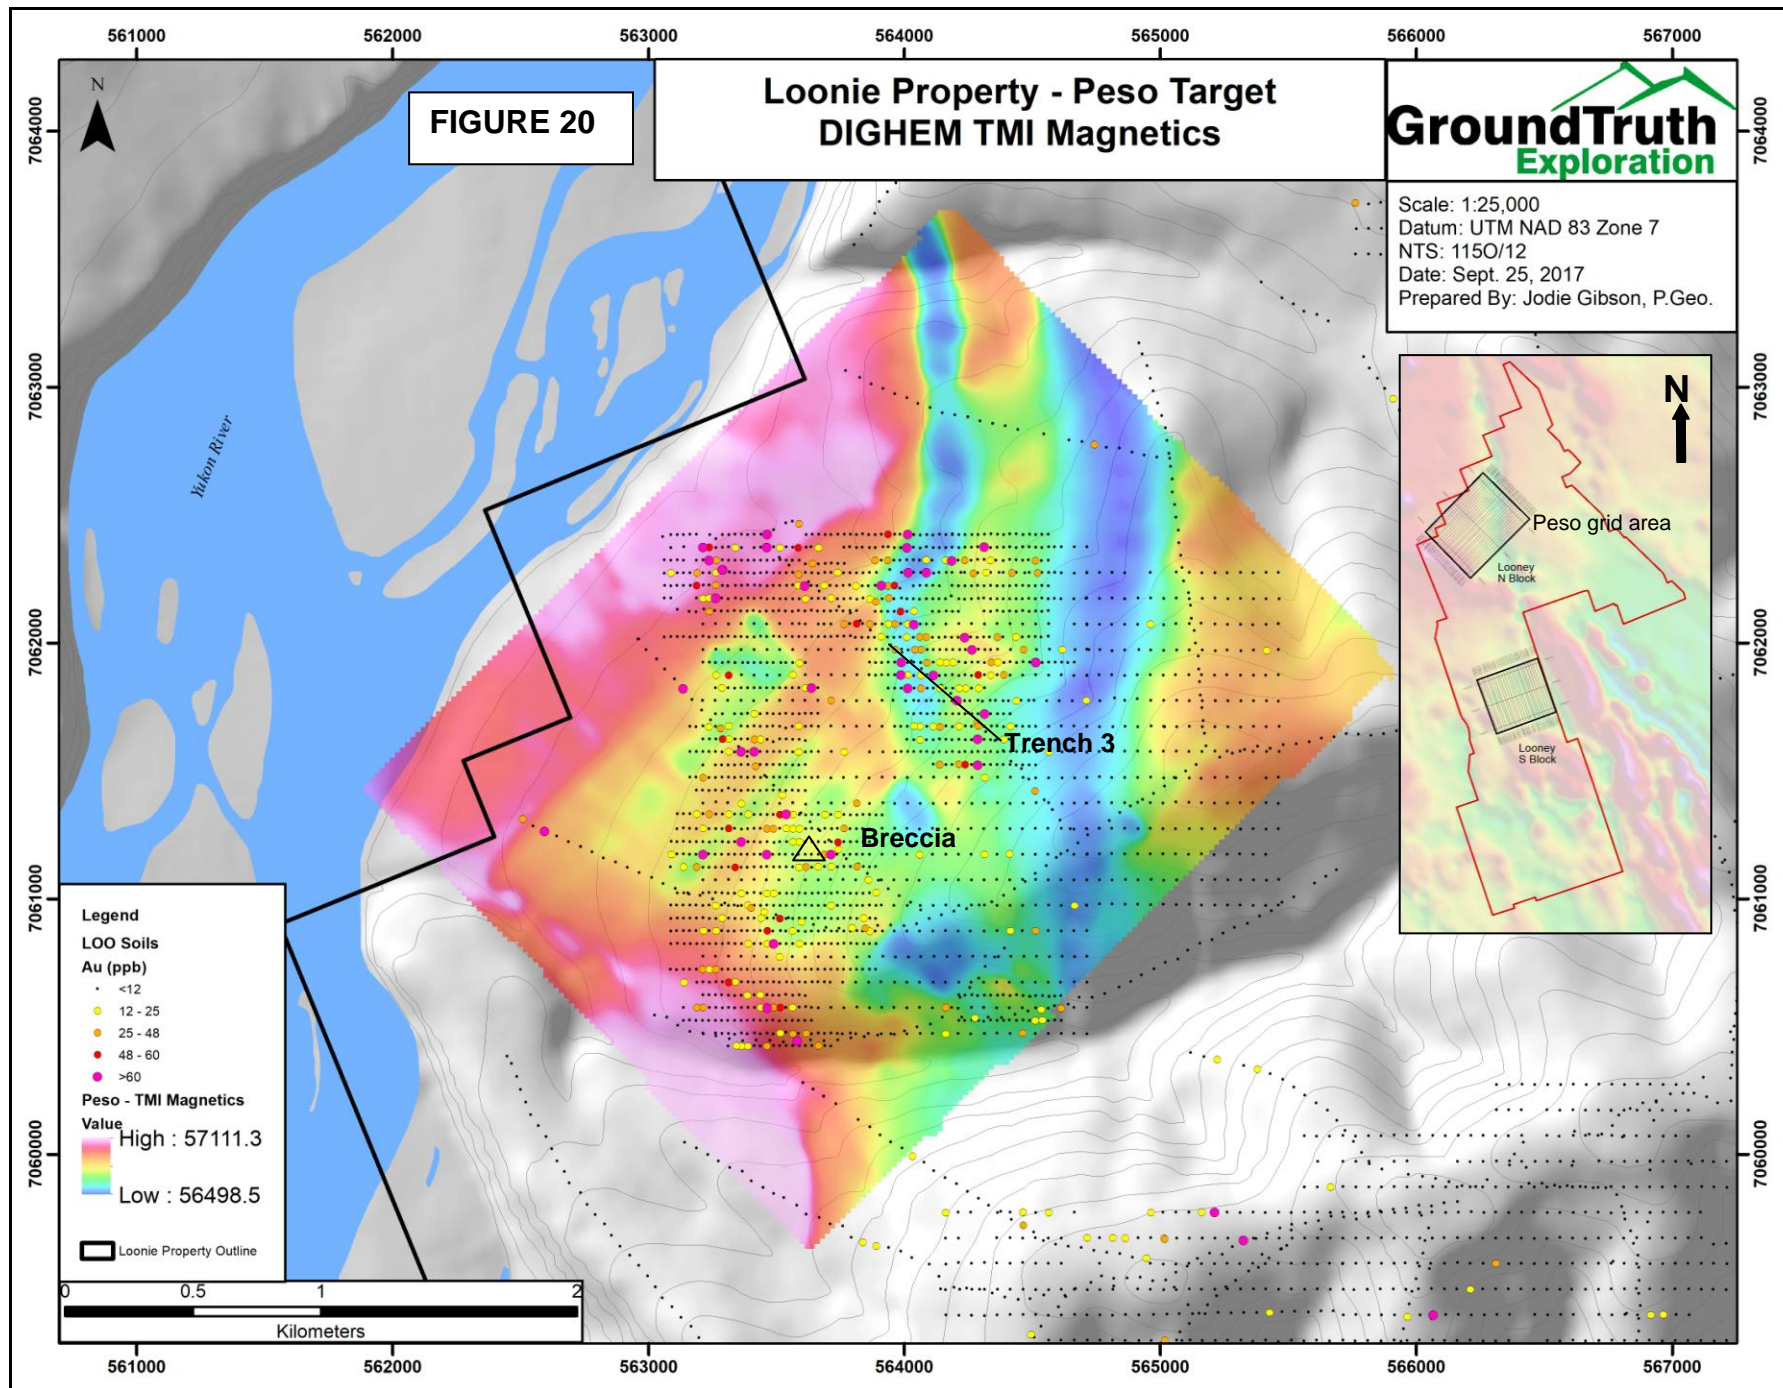 561000
562000
563000
564000
565000
566000
567000
7064000
7063000
7062000
7061000
7060000
7064000
7063000
7062000
7061000
7060000
N
FIGURE 20
Loonie Property - Peso Target
DIGHEM TMI Magnetics
GroundTruth
Exploration
Scale: 1:25,000
Datum: UTM NAD 83 Zone 7
NTS: 115O/12
Date: Sept. 25, 2017
Prepared By: Jodie Gibson, P.Geo.
N
Peso grid area
Looney
N Block
Looney
S Block
Yukon River
Trench 3
Breccia
Legend
LOO Soils
Au (ppb)
<12
12 - 25
25 - 48
48 - 60
>60
Peso - TMI Magnetics
Value
High : 57111.3
Low : 56498.5
Loonie Property Outline
0 0.5 1 2
Kilometers
561000
562000
563000
564000
565000
566000
567000